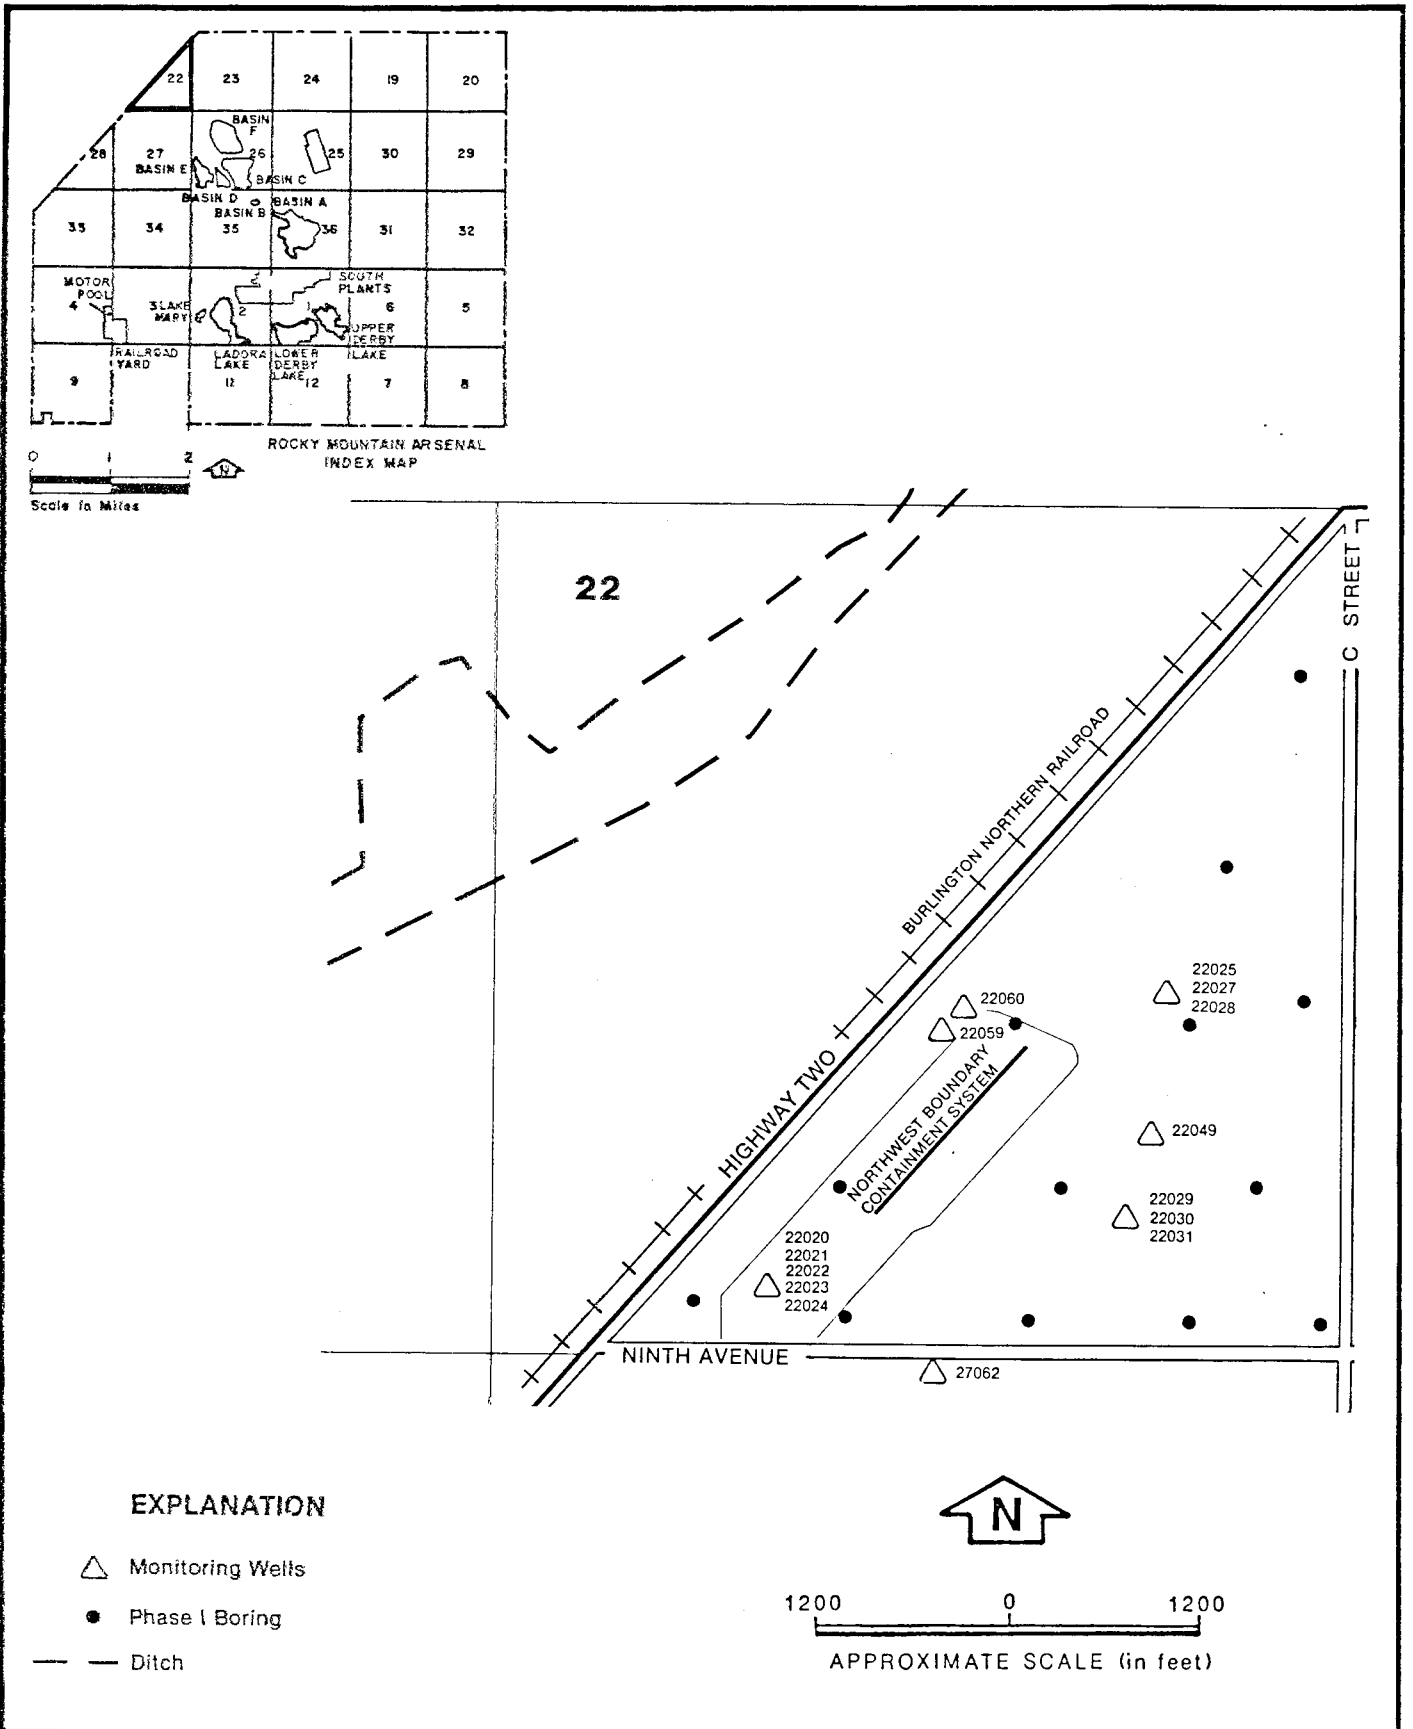 22 23 24 19 20
BASIN
F
28 27 26 25 30 29
BASIN E
BASIN C
BASIN D
BASIN A
BASIN B
33 34 35 36 31 32
MOTOR
POOL
SOUTH
PLANTS
4 3 2 1 6 5
LAKE
MARY
UPPER
DERBY
LAKE
RAILROAD
YARD
LADORA
LAKE
LOWER
DERBY
LAKE
9 11 12 7 8
ROCKY MOUNTAIN ARSENAL
INDEX MAP
0 1 2
N
Scale in Miles
22
C STREET
BURLINGTON NORTHERN RAILROAD
HIGHWAY TWO
22025
22027
22028
22060
22059
NORTHWEST BOUNDARY
CONTAINMENT SYSTEM
22049
22029
22030
22031
22020
22021
22022
22023
22024
NINTH AVENUE
27062
EXPLANATION
Monitoring Wells
Phase I Boring
Ditch
N
1200 0 1200
APPROXIMATE SCALE (in feet)